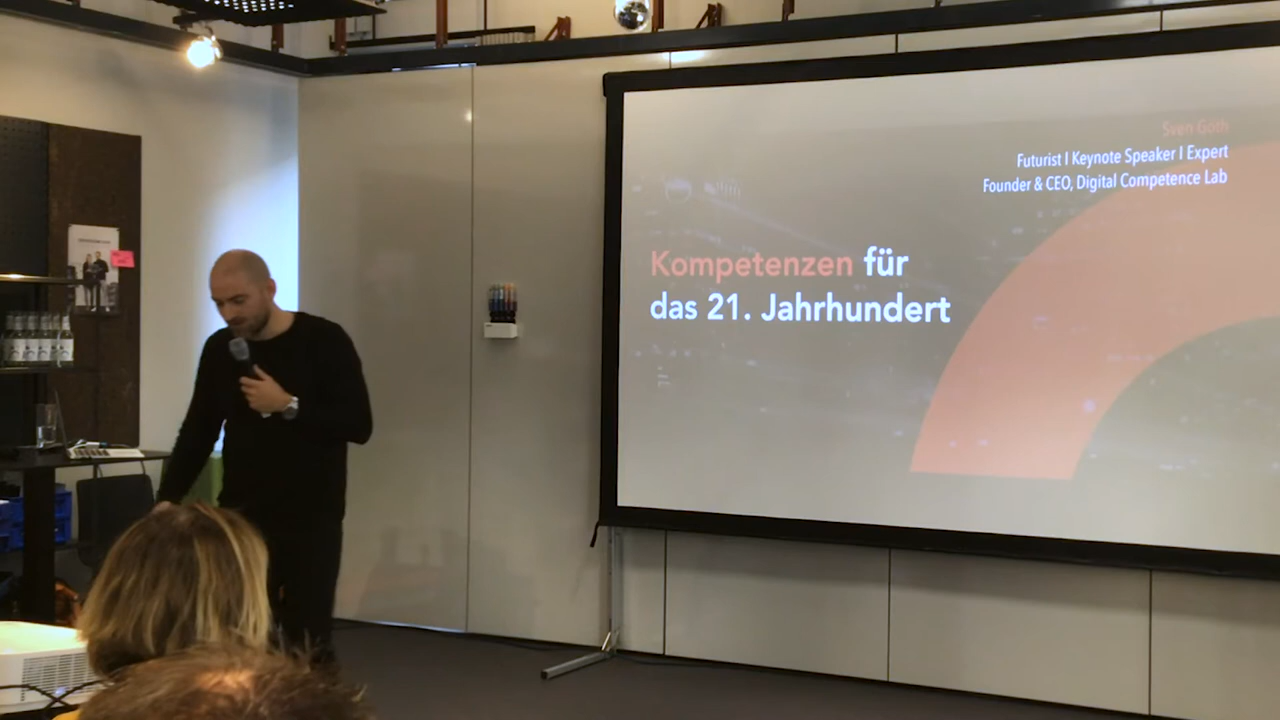 Sven Göth
Futurist I Keynote Speaker I Expert
Founder & CEO, Digital Competence Lab
Kompetenzen für
das 21. Jahrhundert